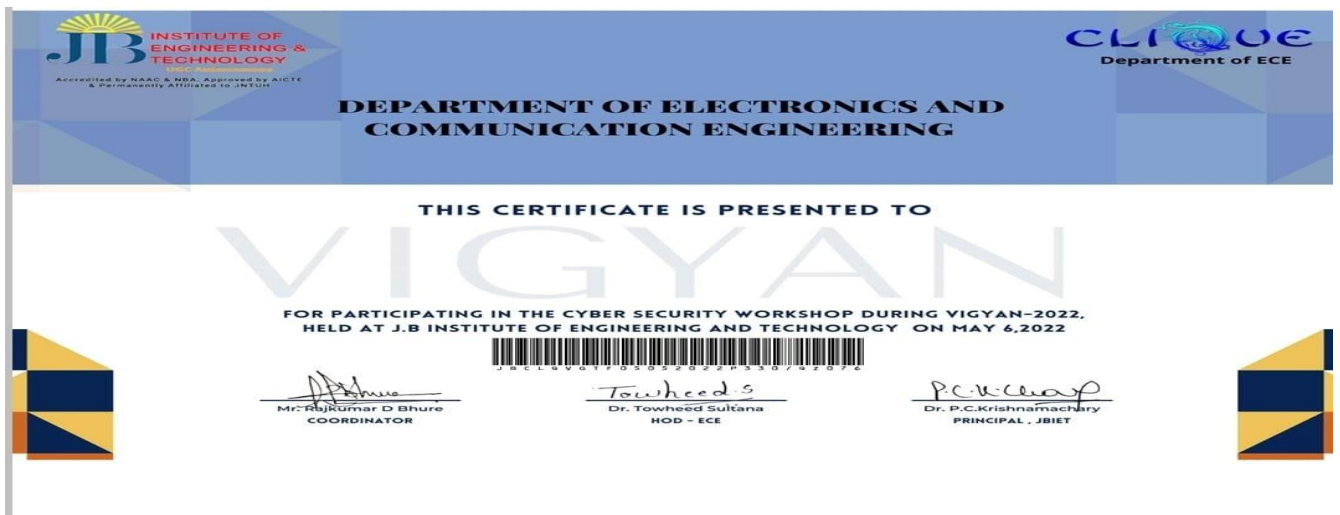 JB INSTITUTE OF
ENGINEERING &
TECHNOLOGY
UGC Autonomous
Accredited by NAAC & NBA, Approved by AICTE
& Permanently Affiliated to JNTUH
CLIQUE
Department of ECE
DEPARTMENT OF ELECTRONICS AND
COMMUNICATION ENGINEERING
THIS CERTIFICATE IS PRESENTED TO
VIGYAN
FOR PARTICIPATING IN THE CYBER SECURITY WORKSHOP DURING VIGYAN-2022,
HELD AT J.B INSTITUTE OF ENGINEERING AND TECHNOLOGY ON MAY 6,2022
Towheed.S
Mr. Rajkumar D Bhure
COORDINATOR
Dr. Towheed Sultana
HOD - ECE
Dr. P.C.Krishnamachary
PRINCIPAL , JBIET